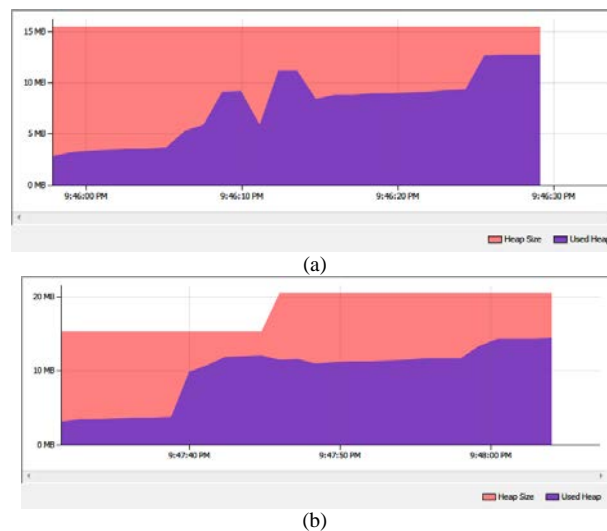 15 MB
10 MB
5 MB
0 MB
9:46:00 PM 9:46:10 PM 9:46:20 PM 9:46:30 PM
Heap Size Used Heap
(a)
20 MB
10 MB
0 MB
9:47:40 PM 9:47:50 PM 9:48:00 PM
Heap Size Used Heap
(b)